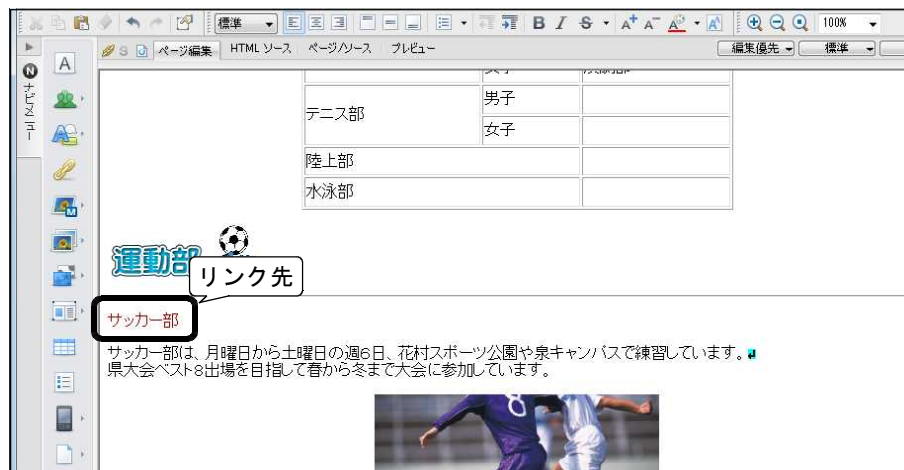 標準
B I S A+ A- A A 100%
S ページ編集 HTML ソース ページ/ソース プレビュー 編集優先 標準
N ナビメニュー
A
テニス部 男子
女子
陸上部
水泳部
運動部
リンク先
サッカー部
サッカー部は、月曜日から土曜日の週6日、花村スポーツ公園や泉キャンバスで練習しています。
県大会ベスト8出場を目指して春から冬まで大会に参加しています。
8